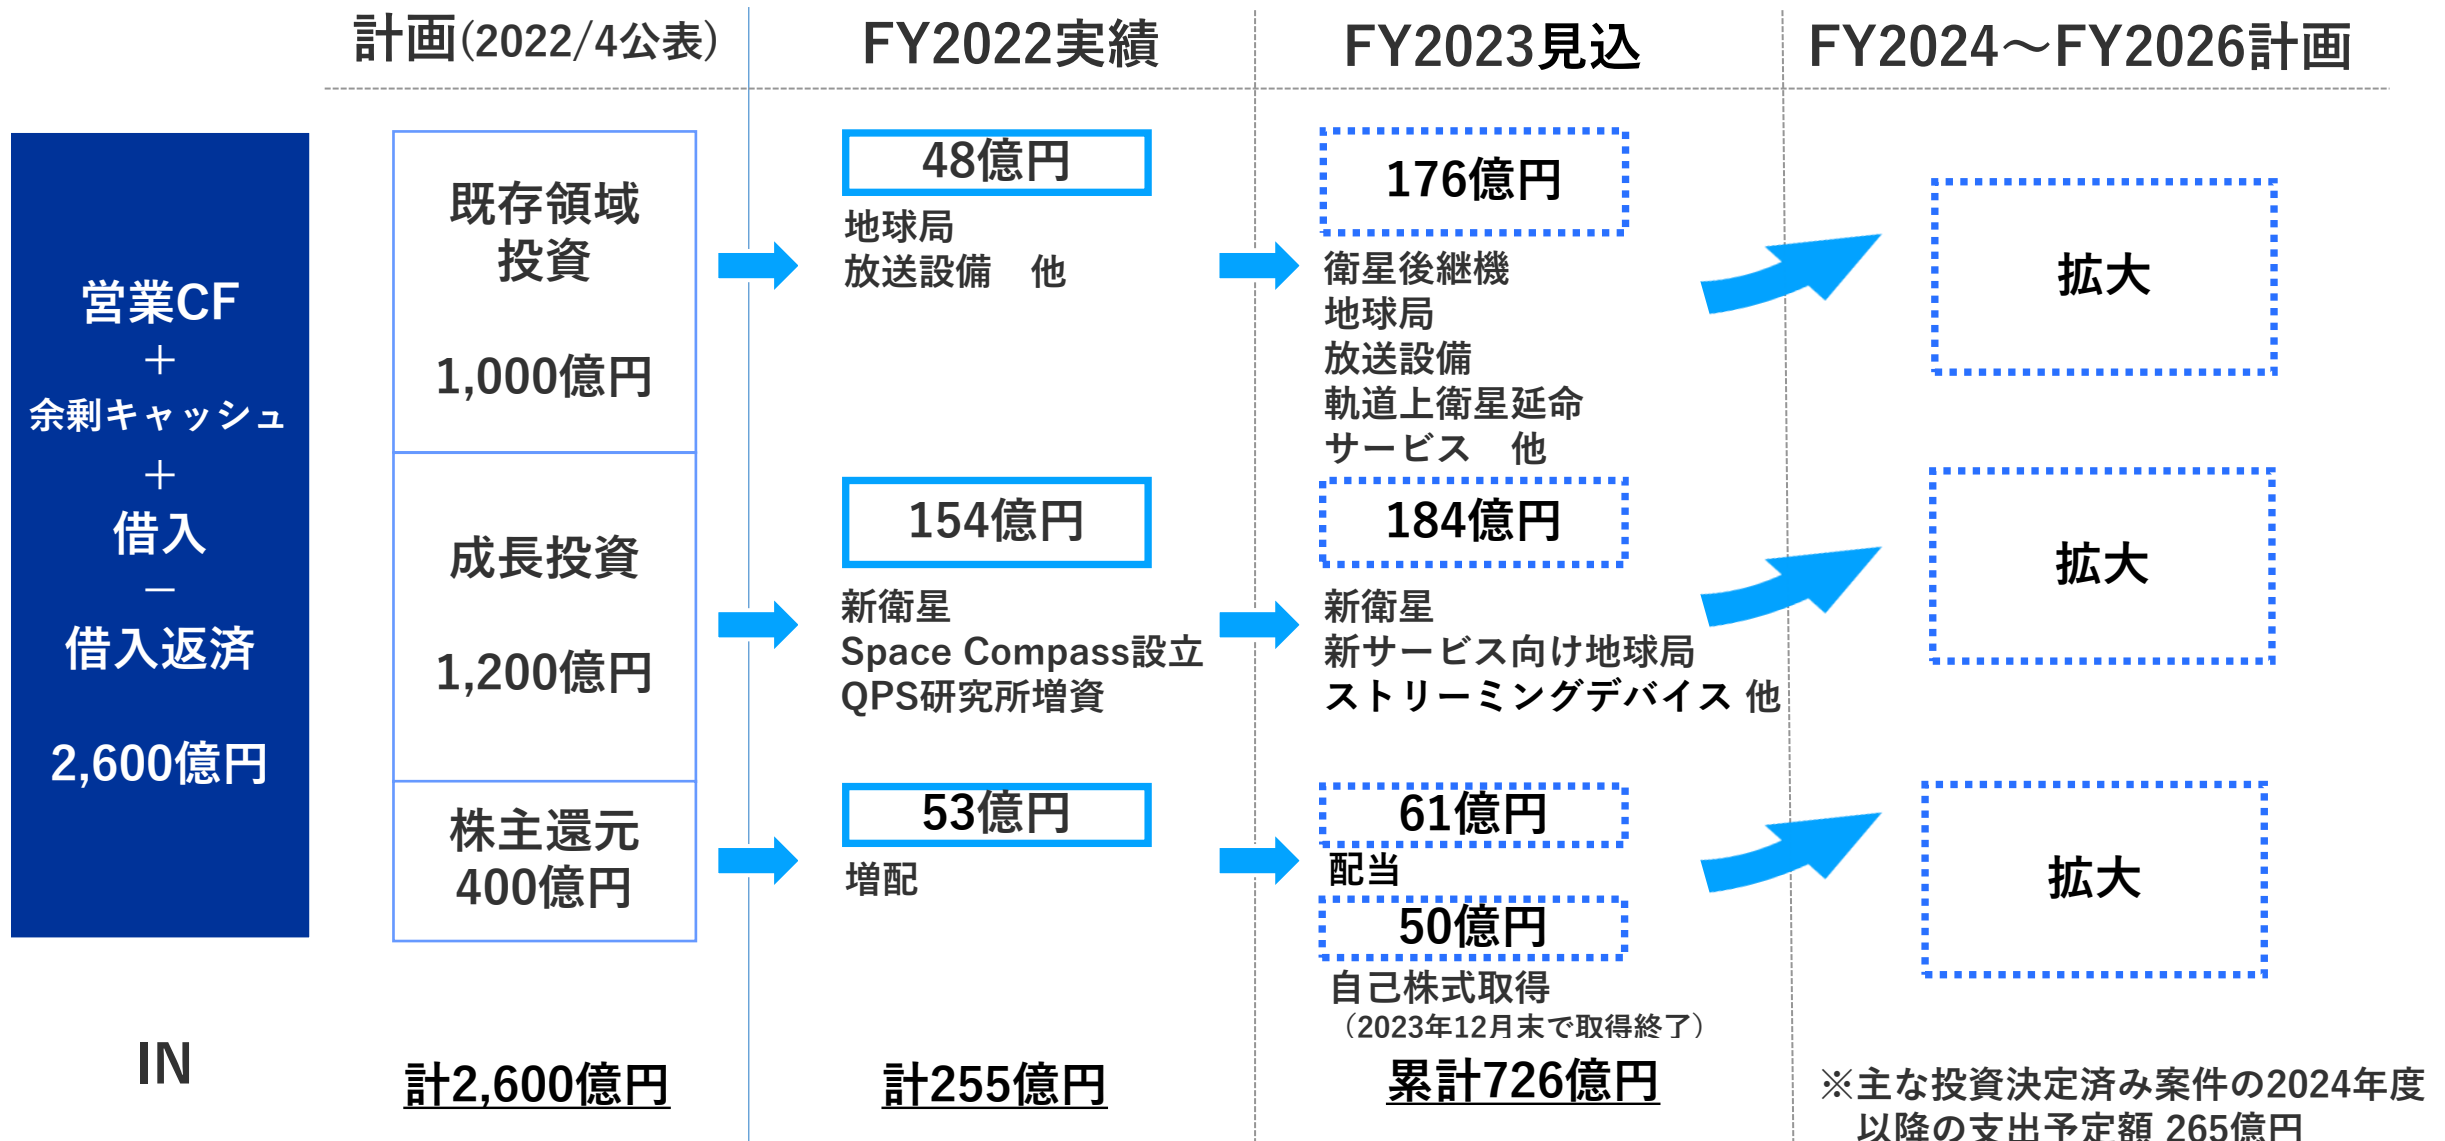 計画(2022/4公表)
FY2022実績
FY2023見込
FY2024～FY2026計画
営業CF
＋
余剰キャッシュ
＋
借入
－
借入返済
2,600億円
IN
既存領域
投資
1,000億円
成長投資
1,200億円
株主還元
400億円
計2,600億円
48億円
地球局
放送設備　他
154億円
新衛星
Space Compass設立
QPS研究所増資
53億円
増配
計255億円
176億円
衛星後継機
地球局
放送設備
軌道上衛星延命
サービス　他
184億円
新衛星
新サービス向け地球局
ストリーミングデバイス 他
61億円
配当
50億円
自己株式取得
（2023年12月末で取得終了）
累計726億円
拡大
拡大
拡大
※主な投資決定済み案件の2024年度
以降の支出予定額 265億円